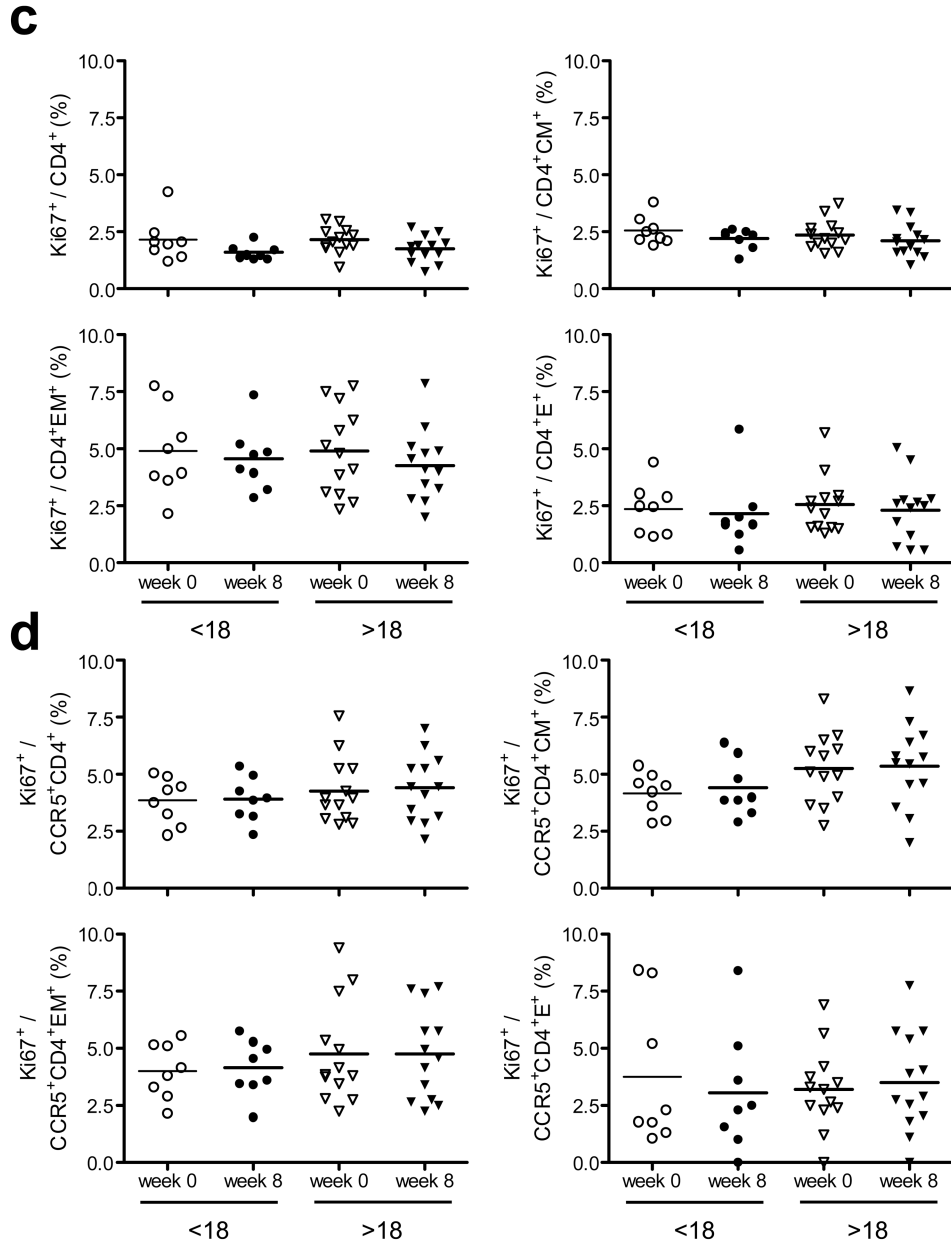 c
Ki67+ / CD4+ (%)
10.0
7.5
5.0
2.5
0.0
Ki67+ / CD4+CM+ (%)
10.0
7.5
5.0
2.5
0.0
Ki67+ / CD4+EM+ (%)
10.0
7.5
5.0
2.5
0.0
week 0 week 8 week 0 week 8
<18 >18
Ki67+ / CD4+E+ (%)
10.0
7.5
5.0
2.5
0.0
week 0 week 8 week 0 week 8
<18 >18
d
Ki67+ /
CCR5+CD4+ (%)
10.0
7.5
5.0
2.5
0.0
Ki67+ /
CCR5+CD4+CM+ (%)
10.0
7.5
5.0
2.5
0.0
Ki67+ /
CCR5+CD4+EM+ (%)
10.0
7.5
5.0
2.5
0.0
week 0 week 8 week 0 week 8
<18 >18
Ki67+ /
CCR5+CD4+E+ (%)
10.0
7.5
5.0
2.5
0.0
week 0 week 8 week 0 week 8
<18 >18